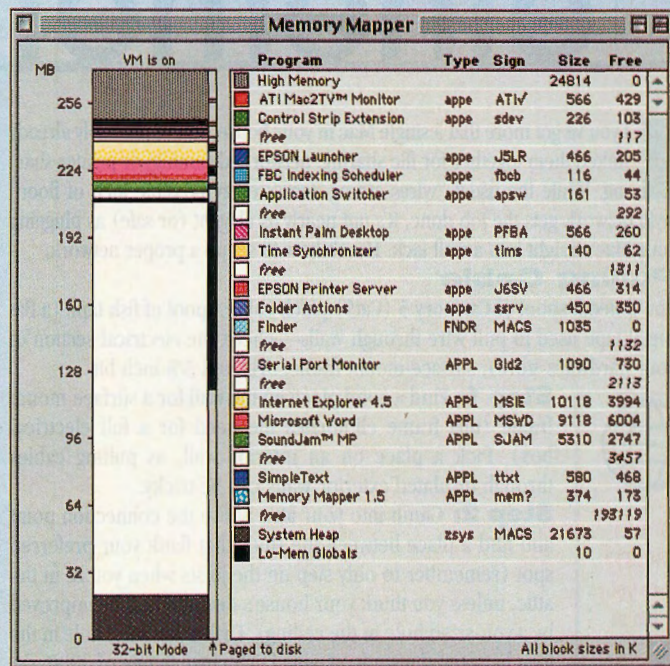 Memory Mapper
MB
VM is on
256
224
192
160
128
96
64
32
32-bit Mode
↑Paged to disk
Program Type Sign Size Free
High Memory 24814 0
ATI Mac2TV™ Monitor appe ATI√ 566 429
Control Strip Extension appe sdev 226 103
free 117
EPSON Launcher appe J5LR 466 205
FBC Indexing Scheduler appe fbob 116 44
Application Switcher appe apsw 161 53
free 292
Instant Palm Desktop appe PFBA 566 260
Time Synchronizer appe tims 140 62
free 1311
EPSON Printer Server appe J6SV 466 314
Folder Actions appe ssrv 450 350
Finder FNDR MACS 1035 0
free 1132
Serial Port Monitor APPL Gld2 1090 730
free 2113
Internet Explorer 4.5 APPL MSIE 10118 3994
Microsoft Word APPL MSWD 9118 6004
SoundJam™ MP APPL SJAM 5310 2747
free 3457
SimpleText APPL ttxt 580 468
Memory Mapper 1.5 APPL mem? 374 173
free 193119
System Heap zsys MACS 21673 57
Lo-Mem Globals 10 0
All block sizes in K